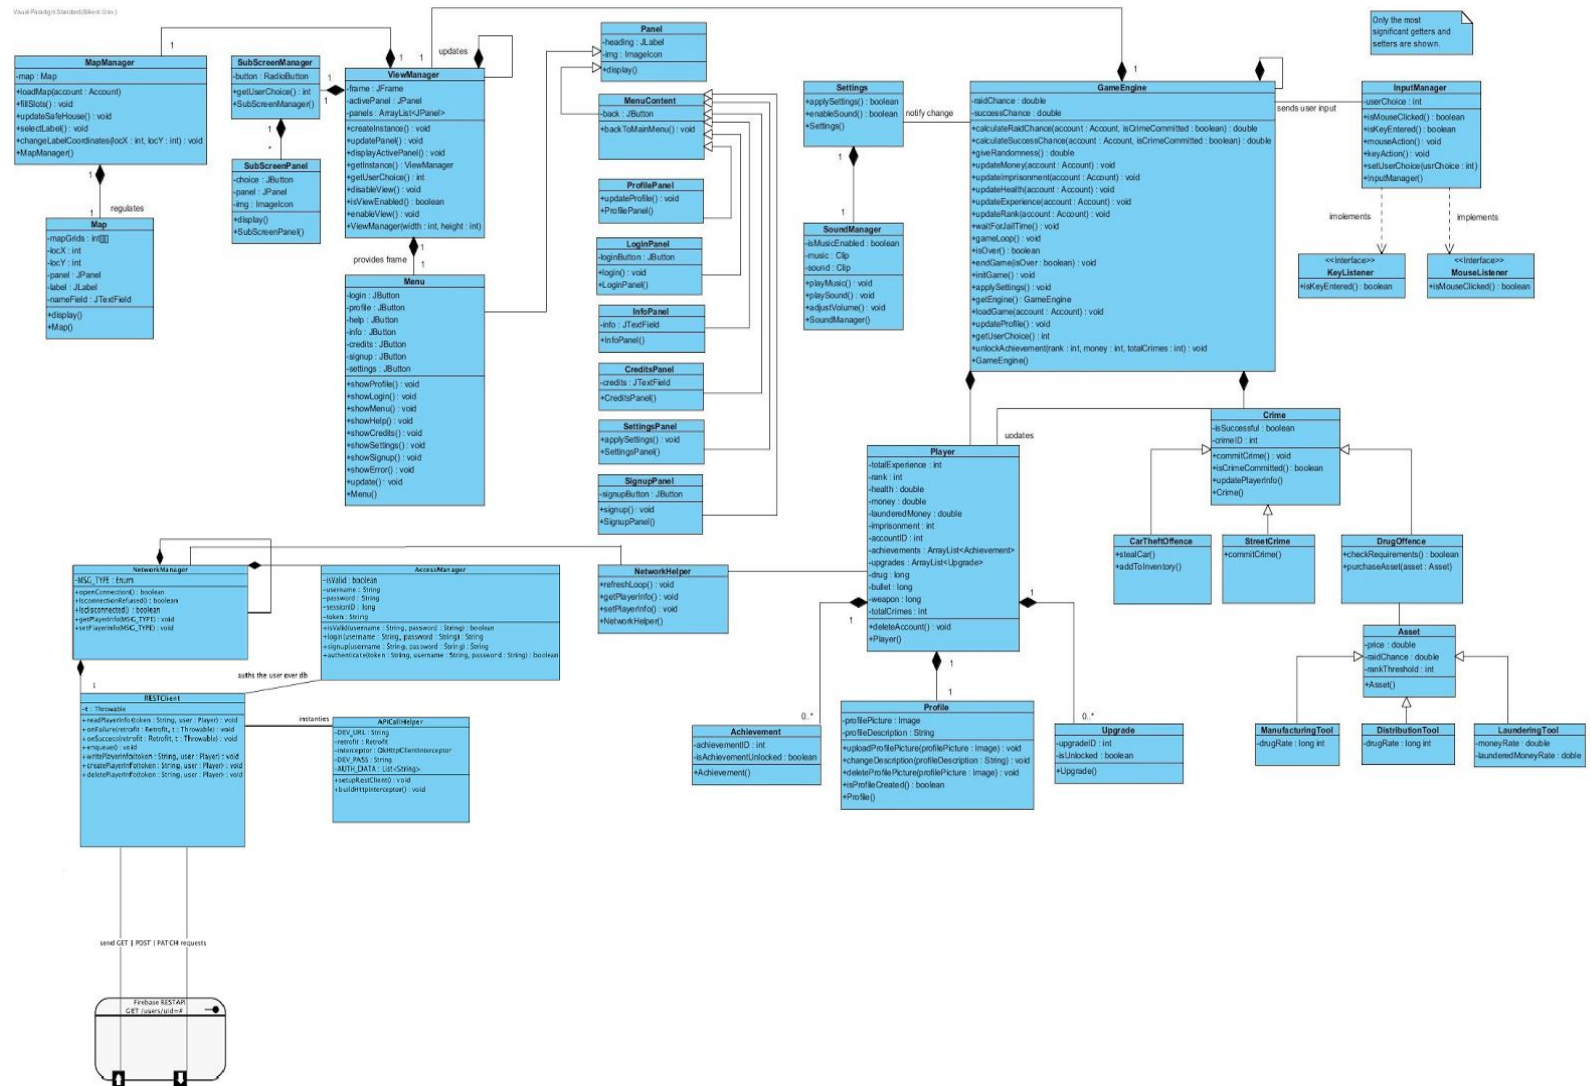 Visual Paradigm Standard(Bilkent Univ.)
Only the most
significant getters and
setters are shown.
MapManager
-map : Map
+loadMap(account : Account)
+fillSlots() : void
+updateSafeHouse() : void
+selectLabel() : void
+changeLabelCoordinates(locX : int, locY : int) : void
+MapManager()
1
1
1
regulates
Map
-mapGrids : int[][]
-locX : int
-locY : int
-panel : JPanel
-label : JLabel
-nameField : JTextField
+display()
+Map()
SubScreenManager
-button : RadioButton
+getUserChoice() : int
+SubScreenManager()
1
1
1
*
SubScreenPanel
-choice : JButton
-panel : JPanel
-img : ImageIcon
+display()
+SubScreenPanel()
1
1
updates
ViewManager
-frame : JFrame
-activePanel : JPanel
-panels : ArrayList<JPanel>
+createInstance() : void
+updatePanel() : void
+displayActivePanel() : void
+getInstance() : ViewManager
+getUserChoice() : int
+disableView() : void
+isViewEnabled() : boolean
+enableView() : void
+ViewManager(width : int, height : int)
1
provides frame
1
Menu
-login : JButton
-profile : JButton
-help : JButton
-info : JButton
-credits : JButton
-signup : JButton
-settings : JButton
+showProfile() : void
+showLogin() : void
+showMenu() : void
+showHelp() : void
+showCredits() : void
+showSettings() : void
+showSignup() : void
+showError() : void
+update() : void
+Menu()
Panel
-heading : JLabel
-img : ImageIcon
+display()
MenuContent
-back : JButton
+backToMainMenu() : void
ProfilePanel
+updateProfile() : void
+ProfilePanel()
LoginPanel
-loginButton : JButton
+login() : void
+LoginPanel()
InfoPanel
-info : JTextField
+InfoPanel()
CreditsPanel
-credits : JTextField
+CreditsPanel()
SettingsPanel
+applySettings() : void
+SettingsPanel()
SignupPanel
-signupButton : JButton
+signup() : void
+SignupPanel()
Settings
+applySettings() : boolean
+enableSound() : boolean
+Settings()
notify change
1
1
SoundManager
-isMusicEnabled : boolean
-music : Clip
-sound : Clip
+playMusic() : void
+playSound() : void
+adjustVolume() : void
+SoundManager()
1
GameEngine
-raidChance : double
-successChance : double
+calculateRaidChance(account : Account, isCrimeCommitted : boolean) : double
+calculateSuccessChance(account : Account, isCrimeCommitted : boolean) : double
+giveRandomness() : double
+updateMoney(account : Account) : void
+updateImprisonment(account : Account) : void
+updateHealth(account : Account) : void
+updateExperience(account : Account) : void
+updateRank(account : Account) : void
+waitForJailTime() : void
+gameLoop() : void
+isOver() : boolean
+endGame(isOver : boolean) : void
+initGame() : void
+applySettings() : void
+getEngine() : GameEngine
+loadGame(account : Account) : void
+updateProfile() : void
+getUserChoice() : int
+unlockAchievement(rank : int, money : int, totalCrimes : int) : void
+GameEngine()
sends user input
InputManager
-userChoice : int
+isMouseClicked() : boolean
+isKeyEntered() : boolean
+mouseAction() : void
+keyAction() : void
+setUserChoice(usrChoice : int)
+InputManager()
implements
implements
<<Interface>>
KeyListener
+isKeyEntered() : boolean
<<Interface>>
MouseListener
+isMouseClicked() : boolean
updates
Crime
-isSuccessful : boolean
-crimeID : int
+commitCrime() : void
+isCrimeCommitted() : boolean
+updatePlayerInfo()
+Crime()
CarTheftOffence
+stealCar()
+addToInventory()
StreetCrime
+commitCrime()
DrugOffence
+checkRequirements() : boolean
+purchaseAsset(asset : Asset)
Asset
-price : double
-raidChance : double
-rankThreshold : int
+Asset()
ManufacturingTool
-drugRate : long int
DistributionTool
-drugRate : long int
LaunderingTool
-moneyRate : double
-launderedMoneyRate : doble
Player
-totalExperience : int
-rank : int
-health : double
-money : double
-launderedMoney : double
-imprisonment : int
-accountID : int
-achievements : ArrayList<Achievement>
-upgrades : ArrayList<Upgrade>
-drug : long
-bullet : long
-weapon : long
-totalCrimes : int
+deleteAccount() : void
+Player()
1
1
1
1
0..*
0..*
Achievement
-achievementID : int
-isAchievementUnlocked : boolean
+Achievement()
Profile
-profilePicture : Image
-profileDescription : String
+uploadProfilePicture(profilePicture : Image) : void
+changeDescription(profileDescription : String) : void
+deleteProfilePicture(profilePicture : Image) : void
+isProfileCreated() : boolean
+Profile()
Upgrade
-upgradeID : int
-isUnlocked : boolean
+Upgrade()
NetworkManager
-MSG_TYPE : Enum
+openConnection() : boolean
+isConnectionRefused() : boolean
+isDisconnected() : boolean
+getPlayerInfo(MSG_TYPE) : void
+setPlayerInfo(MSG_TYPE) : void
AccessManager
-isValid : boolean
-username : String
-password : String
-sessionID : long
-token : String
+isValid(username : String, password : String) : boolean
+login(username : String, password : String) : String
+signup(username : String, password : String) : String
+authenticate(token : String, username : String, password : String) : boolean
NetworkHelper
+refreshLoop() : void
+getPlayerInfo() : void
+setPlayerInfo() : void
+NetworkHelper()
1
auths the user over db
RESTClient
-t : Throwable
+readPlayerInfo(token : String, user : Player) : void
+onFailure(retrofit : Retrofit, t : Throwable) : void
+onSuccess(retrofit : Retrofit, t : Throwable) : void
+enqueue() : void
+writePlayerInfo(token : String, user : Player) : void
+createPlayerInfo(token : String, user : Player) : void
+deletePlayerInfo(token : String, user : Player) : void
instanties
APICallHelper
-DEV_URL : String
-retrofit : Retrofit
-interceptor : OkHttpClientInterceptor
-DEV_PASS : String
-AUTH_DATA : List<String>
+setupRestClient() : void
+buildHttpInterceptor() : void
send GET | POST | PATCH requests
Firebase RESTAPI
GET /users/uid=#